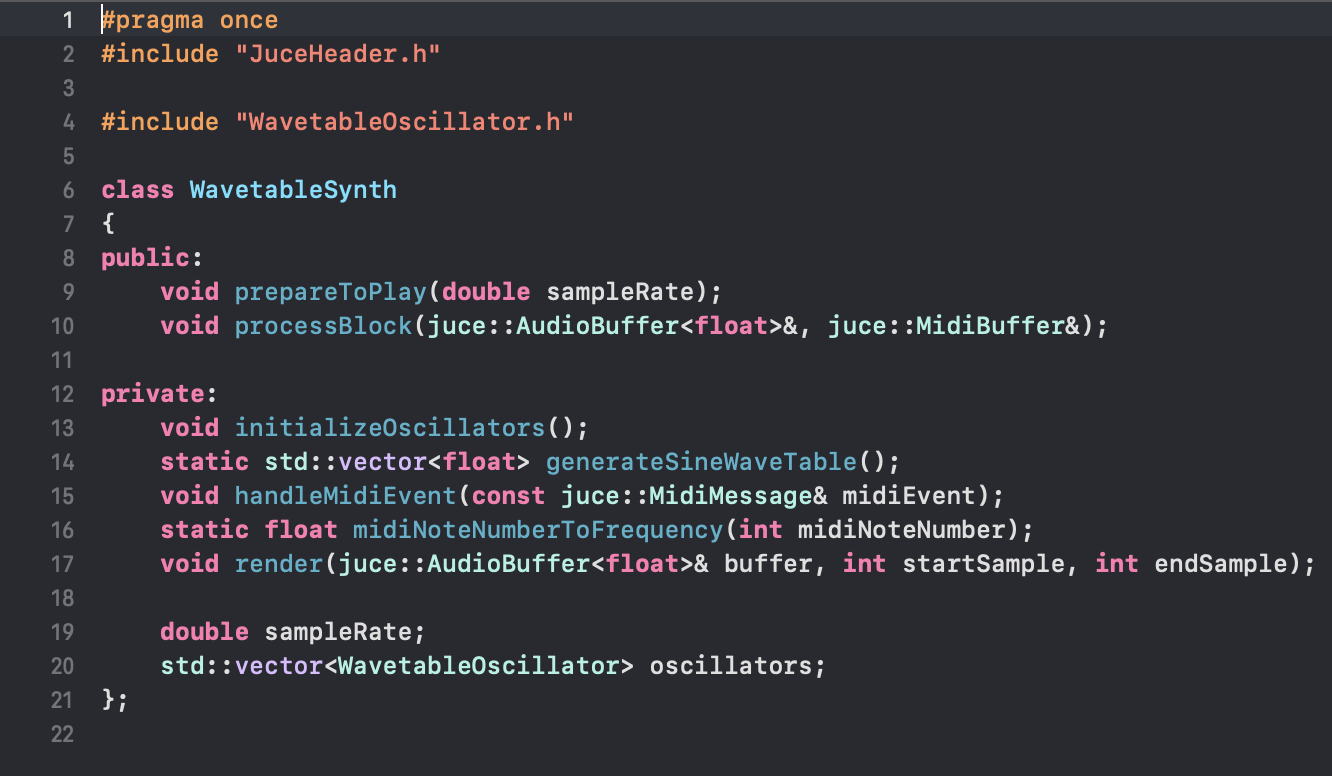 1 #pragma once
2 #include "JuceHeader.h"
3
4 #include "WavetableOscillator.h"
5
6 class WavetableSynth
7 {
8 public:
9     void prepareToPlay(double sampleRate);
10     void processBlock(juce::AudioBuffer<float>&, juce::MidiBuffer&);
11
12 private:
13     void initializeOscillators();
14     static std::vector<float> generateSineWaveTable();
15     void handleMidiEvent(const juce::MidiMessage& midiEvent);
16     static float midiNoteNumberToFrequency(int midiNoteNumber);
17     void render(juce::AudioBuffer<float>& buffer, int startSample, int endSample);
18
19     double sampleRate;
20     std::vector<WavetableOscillator> oscillators;
21 };
22